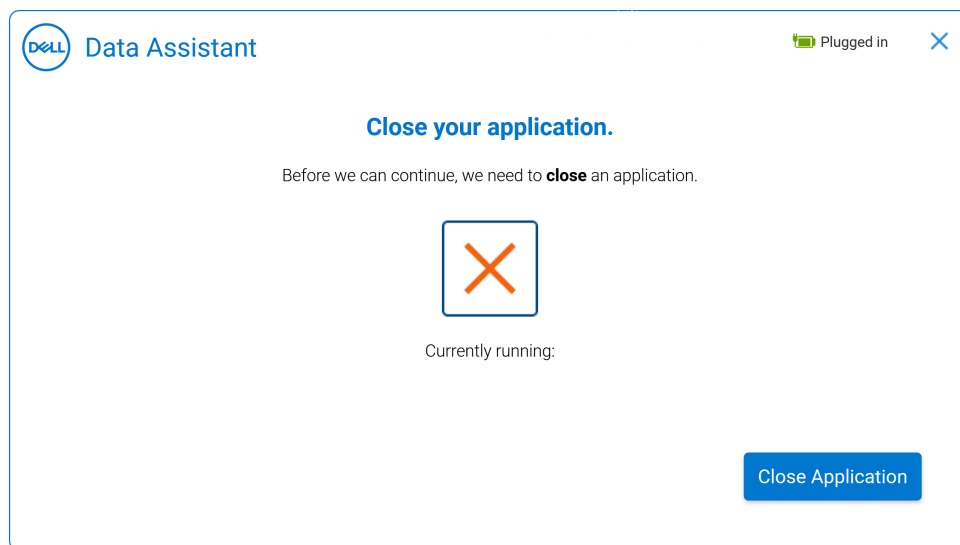 DELL Data Assistant
Plugged in
Close your application.
Before we can continue, we need to close an application.
Currently running:
Close Application